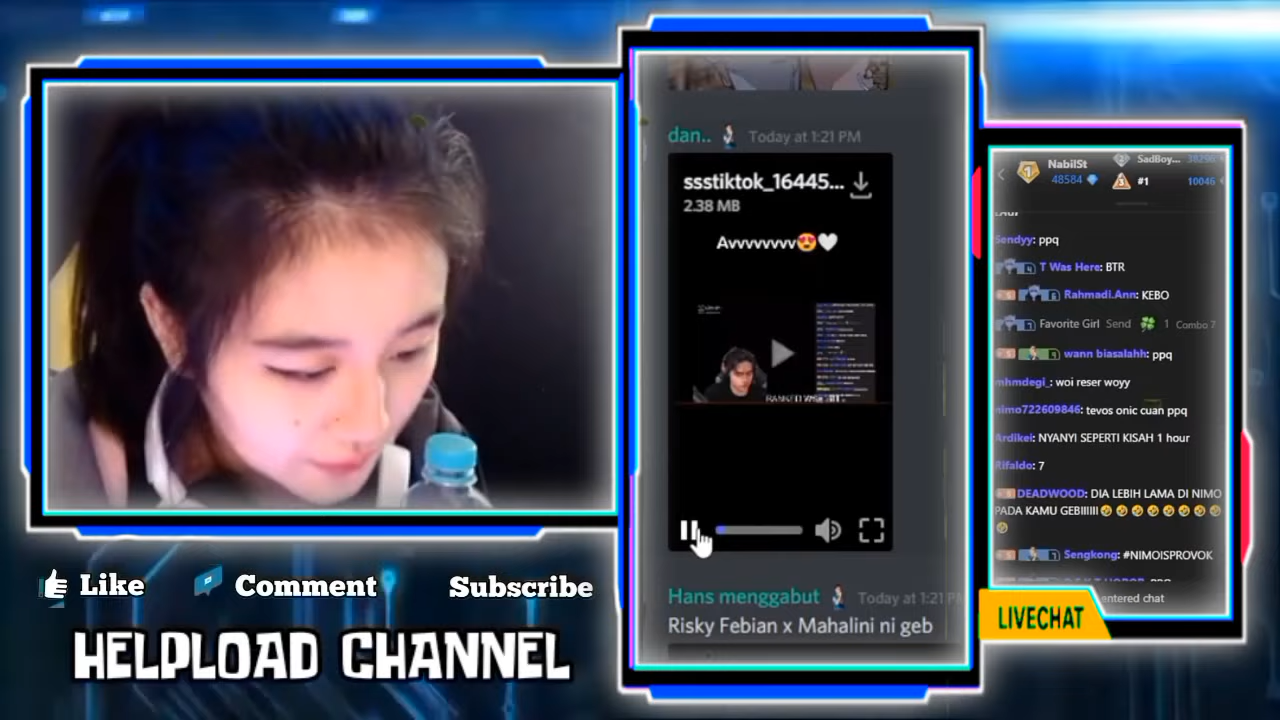 Like
Comment
Subscribe
HELPLOAD CHANNEL
dan..
Today at 1:21 PM
ssstiktok_16445...
2.38 MB
Avvvvvvvv😍🤍
Hans menggabut
Today at 1:21 P
Risky Febian x Mahalini ni geb
NabilSt
48584
SadBoy...
38296
#1
10046
Sendyy: ppq
T Was Here: BTR
Rahmadi.Ann: KEBO
Favorite Girl Send 🍀 1 Combo 7
wann biasalahh: ppq
mhmdegi_: woi reser woyy
nimo722609846: tevos onic cuan ppq
Ardikei: NYANYI SEPERTI KISAH 1 hour
Rifaldo: 7
DEADWOOD: DIA LEBIH LAMA DI NIMO
PADA KAMU GEBIIIIII🤣🤣🤣🤣🤣🤣🤣🤣
🤣
Sengkong: #NIMOISPROVOK
entered chat
LIVECHAT